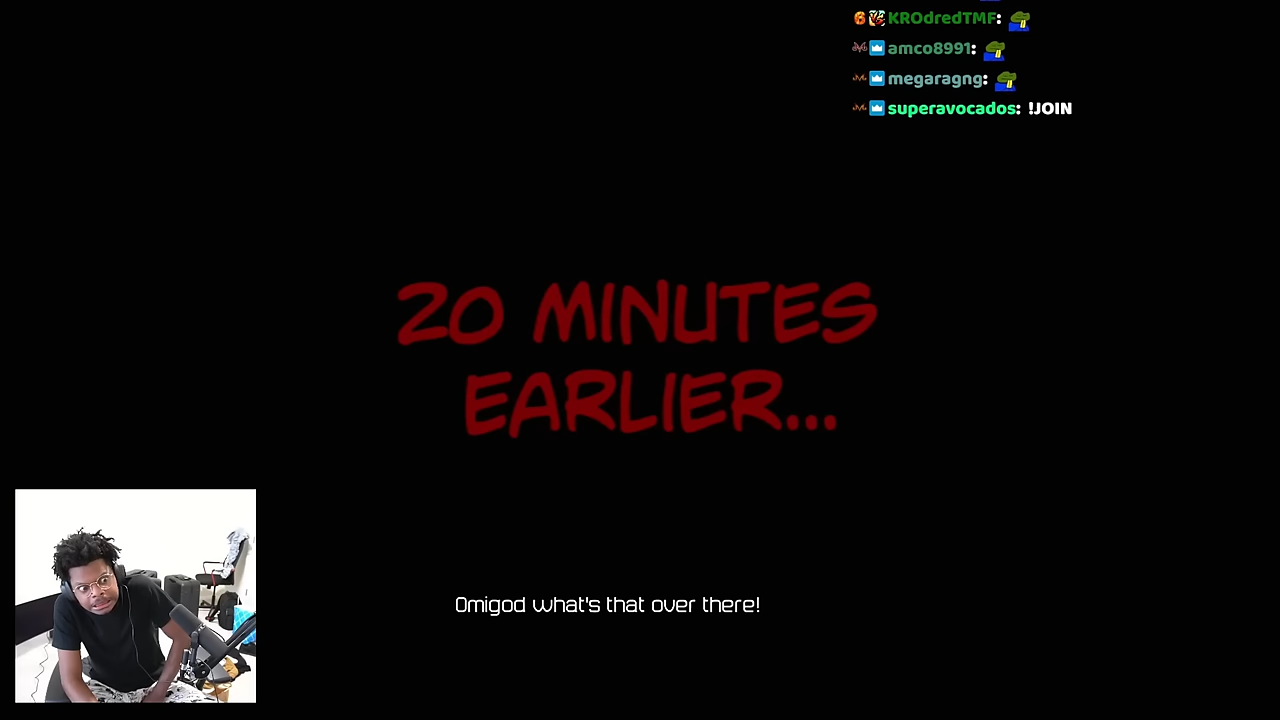 KROdredTMF:
amco8991:
megaragng:
superavocados: !JOIN
20 MINUTES
EARLIER...
Omigod what's that over there!